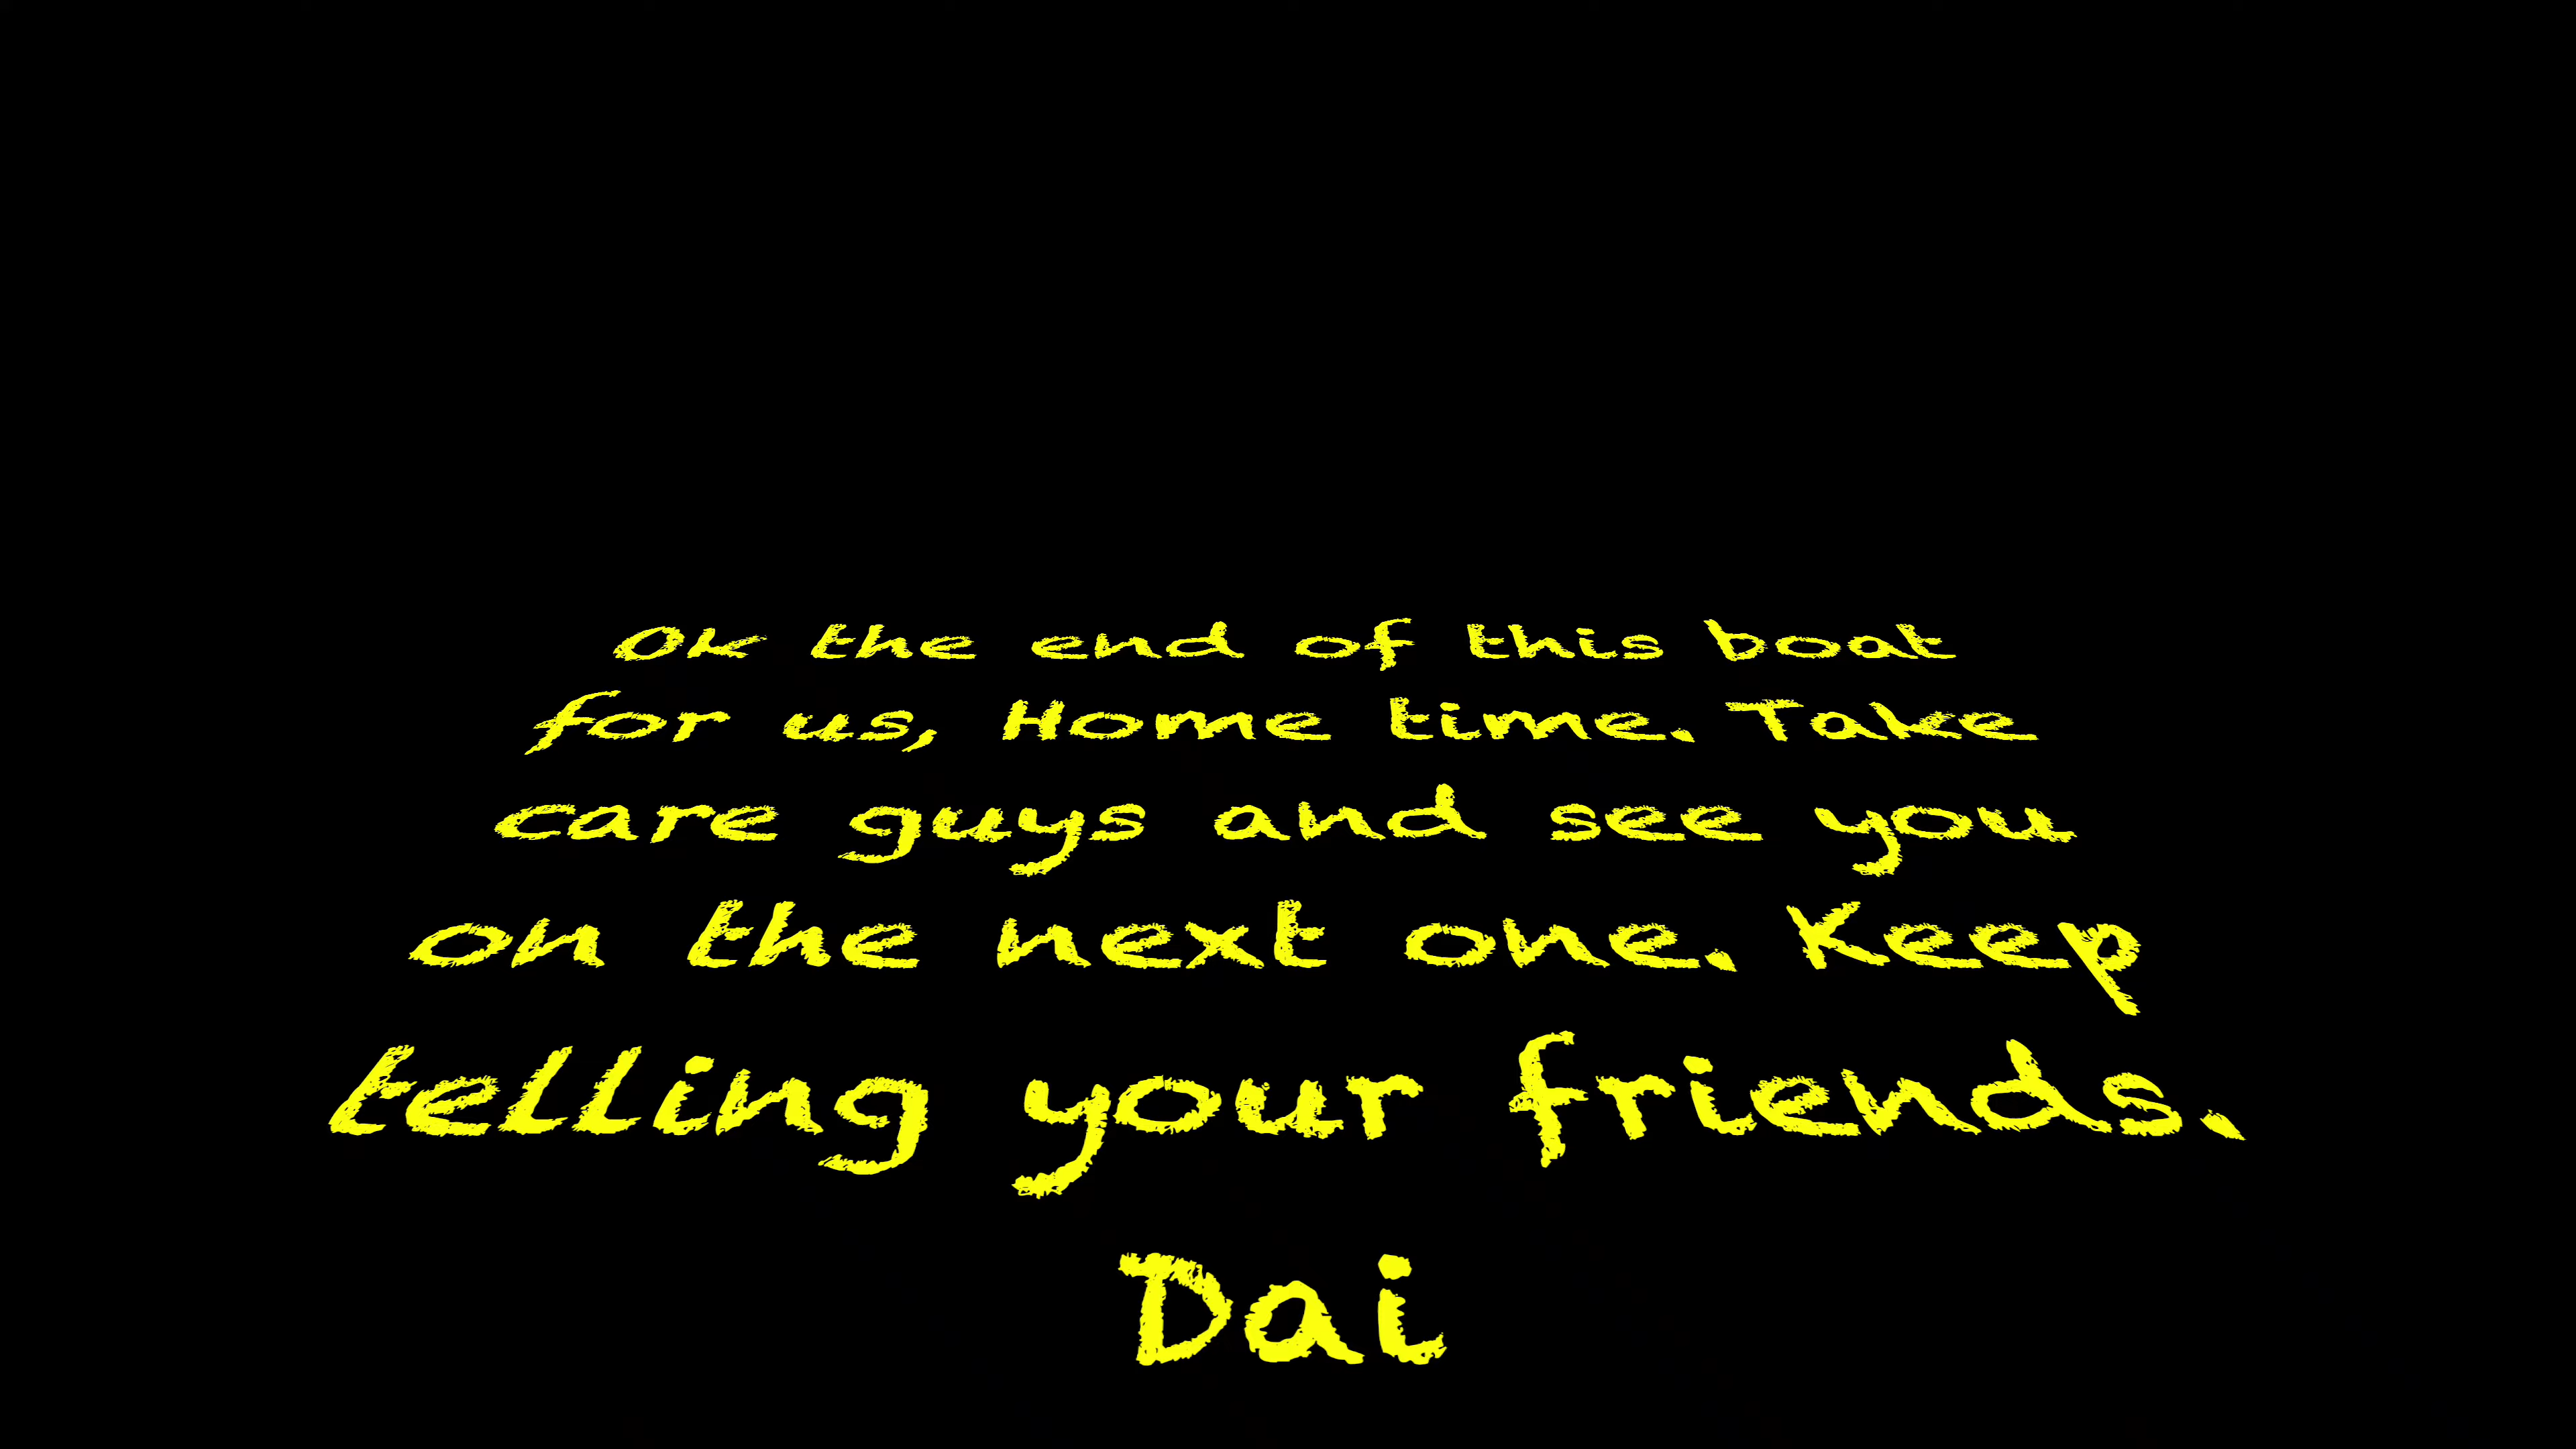 Ok the end of this boat
for us, Home time. Take
care guys and see you
on the next one. Keep
telling your friends.
Dai